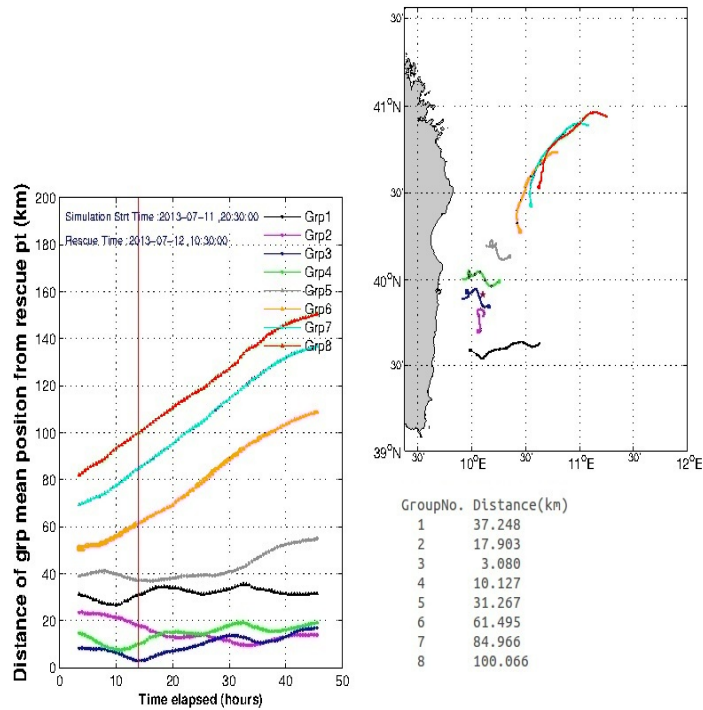 Distance of grp mean positon from rescue pt (km)
200
180
160
140
120
100
80
60
40
20
0
Simulation Strt Time :2013-07-11 ,20:30:00
Rescue Time :2013-07-12 ,10:30:00
Grp1
Grp2
Grp3
Grp4
Grp5
Grp6
Grp7
Grp8
0 10 20 30 40 50
Time elapsed (hours)
30'
41°N
30'
40°N
30'
39°N
30' 10°E 30' 11°E 30' 12°E
GroupNo. Distance(km)
1 37.248
2 17.903
3 3.080
4 10.127
5 31.267
6 61.495
7 84.966
8 100.066